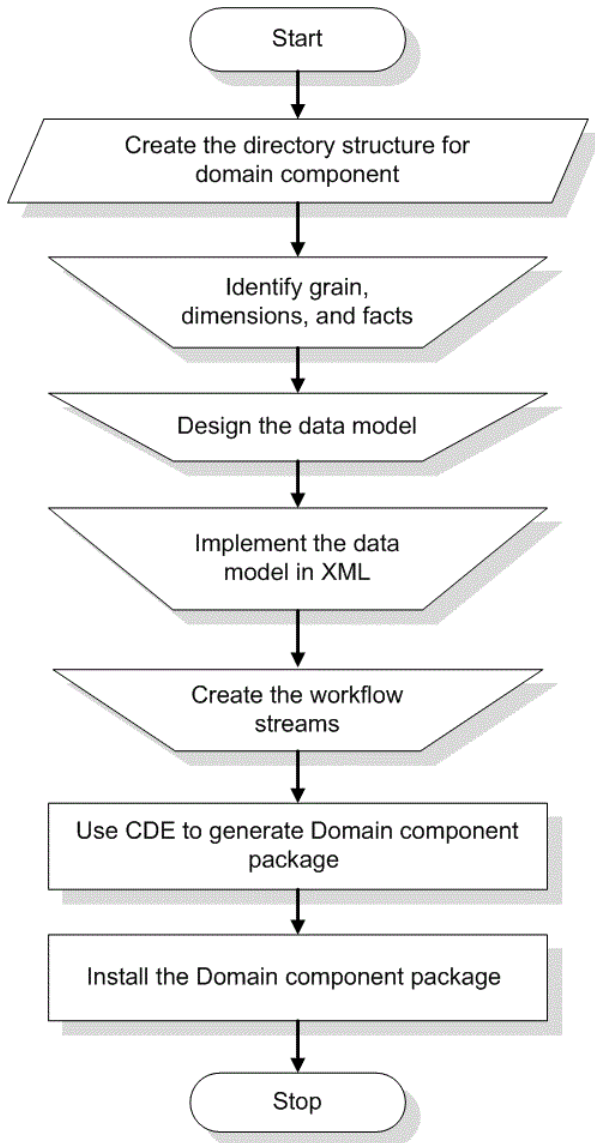 Start
Create the directory structure for
domain component
Identify grain,
dimensions, and facts
Design the data model
Implement the data
model in XML
Create the workflow
streams
Use CDE to generate Domain component
package
Install the Domain component package
Stop